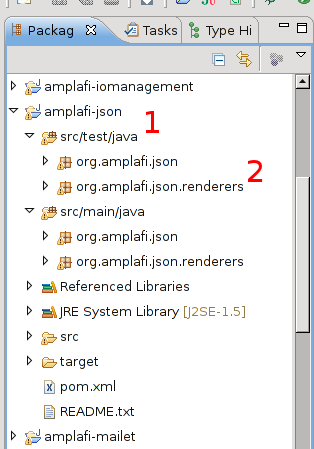 Packag
Tasks
Type Hi
amplafi-iomanagement
amplafi-json
1
src/test/java
org.amplafi.json
2
org.amplafi.json.renderers
src/main/java
org.amplafi.json
org.amplafi.json.renderers
Referenced Libraries
JRE System Library [J2SE-1.5]
src
target
pom.xml
README.txt
amplafi-mailet